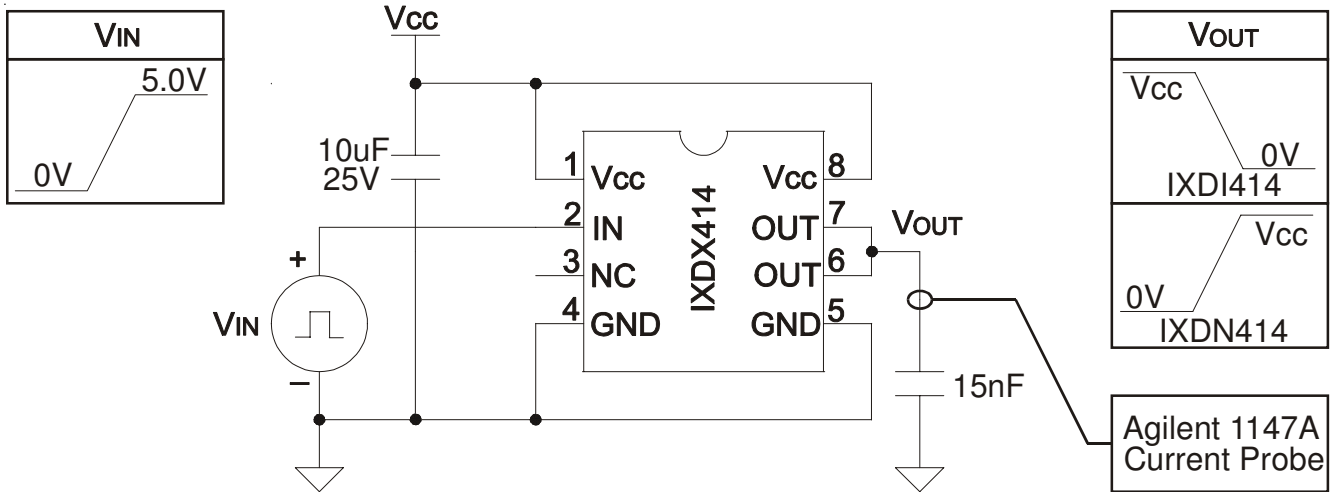 VIN
5.0V
0V
Vcc
10uF
25V
1
Vcc
2
IN
3
NC
4
GND
IXDX414
Vcc
8
OUT
7
OUT
6
GND
5
VIN
+
–
VOUT
15nF
VOUT
Vcc
0V
IXDI414
Vcc
0V
IXDN414
Agilent 1147A
Current Probe